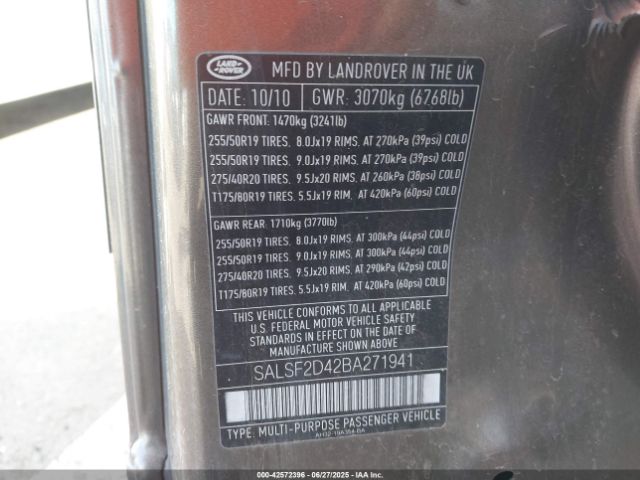 LAND-
ROVER
MFD BY LANDROVER IN THE UK
DATE: 10/10 GWR: 3070kg (6768lb)
GAWR FRONT: 1470kg (3241lb)
255/50R19 TIRES. 8.0Jx19 RIMS. AT 270kPa (39psi) COLD
255/50R19 TIRES. 9.0Jx19 RIMS. AT 270kPa (39psi) COLD
275/40R20 TIRES. 9.5Jx20 RIMS. AT 260kPa (38psi) COLD
T175/80R19 TIRES. 5.5Jx19 RIM. AT 420kPa (60psi) COLD
GAWR REAR: 1710kg (3770lb)
255/50R19 TIRES. 8.0Jx19 RIMS. AT 300kPa (44psi) COLD
255/50R19 TIRES. 9.0Jx19 RIMS. AT 300kPa (44psi) COLD
275/40R20 TIRES. 9.5Jx20 RIMS. AT 290kPa (42psi) COLD
T175/80R19 TIRES. 5.5Jx19 RIM. AT 420kPa (60psi) COLD
THIS VEHICLE CONFORMS TO ALL APPLICABLE
U.S. FEDERAL MOTOR VEHICLE SAFETY
STANDARDS IN EFFECT ON THE DATE OF
MANUFACTURE SHOWN ABOVE.
SALSF2D42BA271941
TYPE: MULTI-PURPOSE PASSENGER VEHICLE
000-42572396 - 06/27/2025 - IAAI.COM